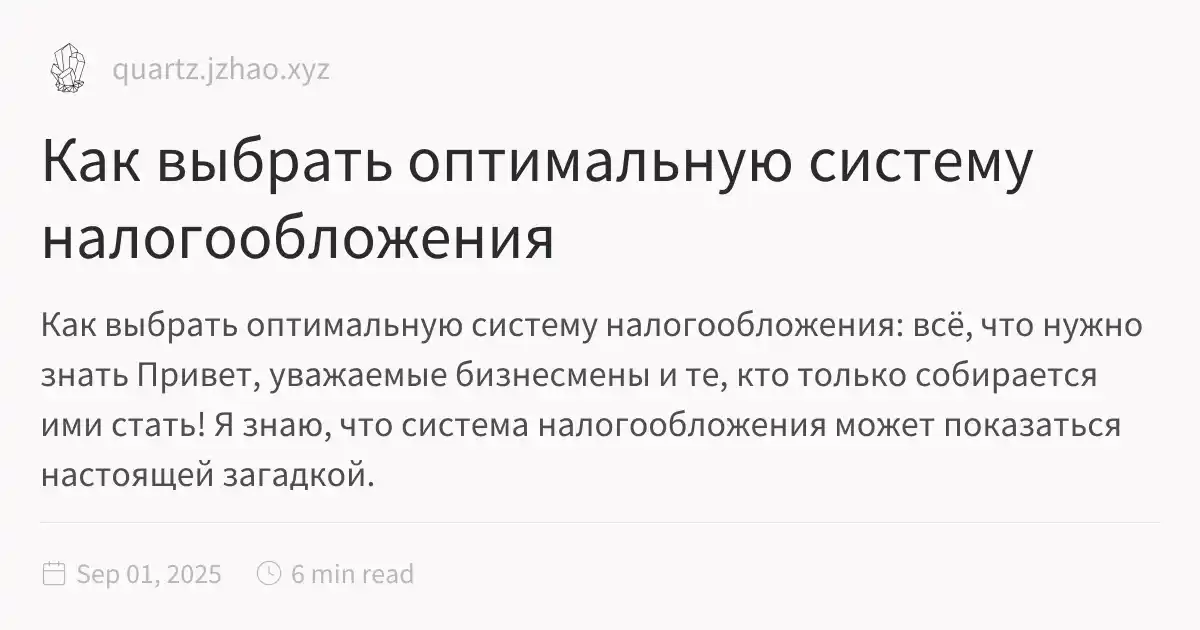 quartz.jzhao.xyz
Как выбрать оптимальную систему
налогообложения
Как выбрать оптимальную систему налогообложения: всё, что нужно
знать Привет, уважаемые бизнесмены и те, кто только собирается
ими стать! Я знаю, что система налогообложения может показаться
настоящей загадкой.
Sep 01, 2025 6 min read